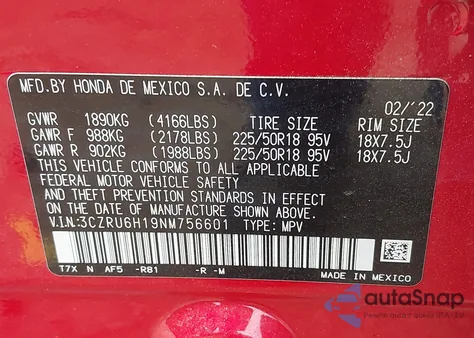 MFD. BY HONDA DE MEXICO S.A. DE C.V.
02/'22
GVWR 1890KG (4166LBS) TIRE SIZE RIM SIZE
GAWR F 988KG (2178LBS) 225/50R18 95V 18X7.5J
GAWR R 902KG (1988LBS) 225/50R18 95V 18X7.5J
THIS VEHICLE CONFORMS TO ALL APPLICABLE
FEDERAL MOTOR VEHICLE SAFETY
STANDARDS IN EFFECT
ON THE DATE OF MANUFACTURE SHOWN ABOVE.
V.I.N.:3CZRU6H19NM756601 TYPE: MPV
T7X N AF5 -R81 -R -M MADE IN MEXICO
autoSnap